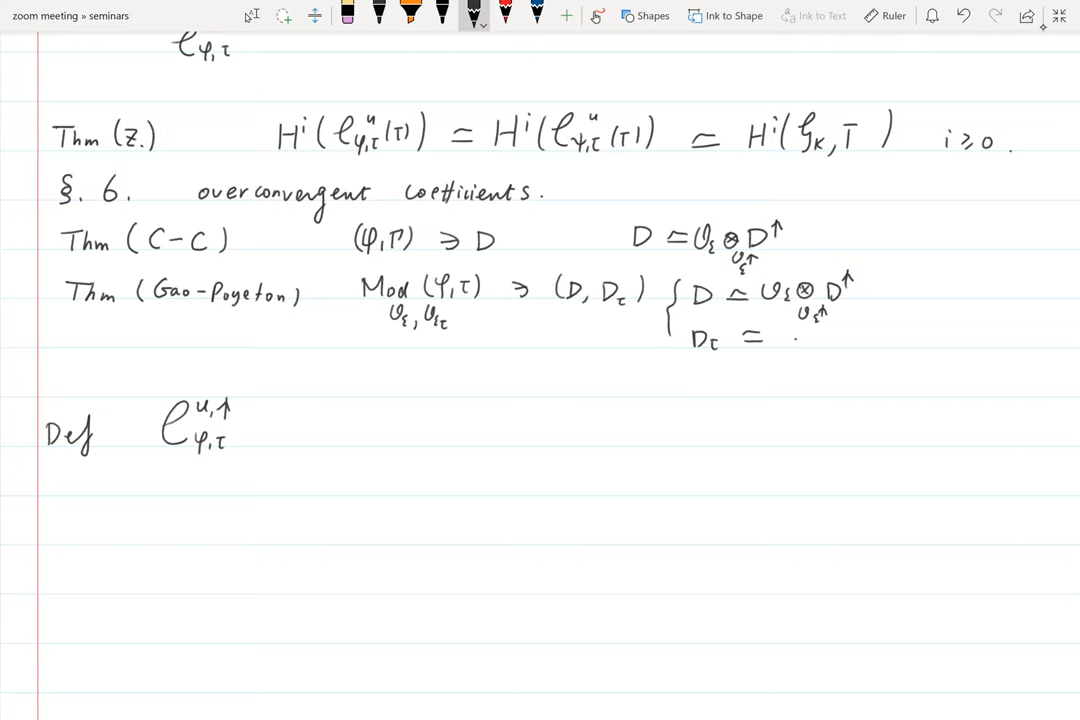 zoom meeting » seminars Shapes Ink to Shape Ink to Text Ruler
𝒞_{φ,τ}
Thm (Z.) H^i(𝒞^u_{φ,τ}(T)) ≃ H^i(𝒞^u_{ψ,τ}(T)) ≃ H^i(𝒢_K, T) i ≥ 0.
§. 6. overconvergent coefficients.
Thm (C-C) (φ,Γ) ∋ D D ≃ O_ε ⊗_{O_ε^†} D^†
Thm (Gao-Poyeton) Mod_{O_ε, O_{ε_τ}} (φ,τ) ∋ (D, D_τ) { D ≃ O_ε ⊗_{O_ε^†} D^†
D_τ ≃ .
Def 𝒞^{u,†}_{φ,τ}